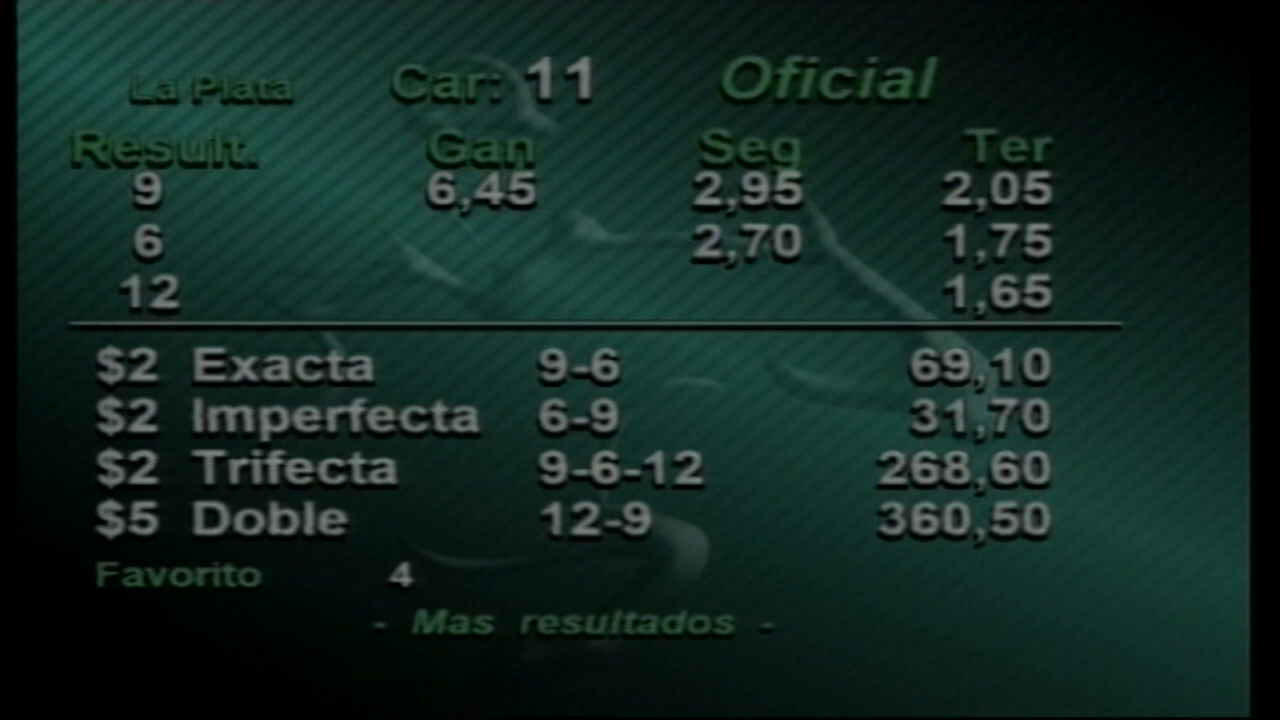 La Plata Car: 11 Oficial
Result. Gan Seg Ter
9 6,45 2,95 2,05
6 2,70 1,75
12 1,65
$2 Exacta 9-6 69,10
$2 Imperfecta 6-9 31,70
$2 Trifecta 9-6-12 268,60
$5 Doble 12-9 360,50
Favorito 4
- Mas resultados -